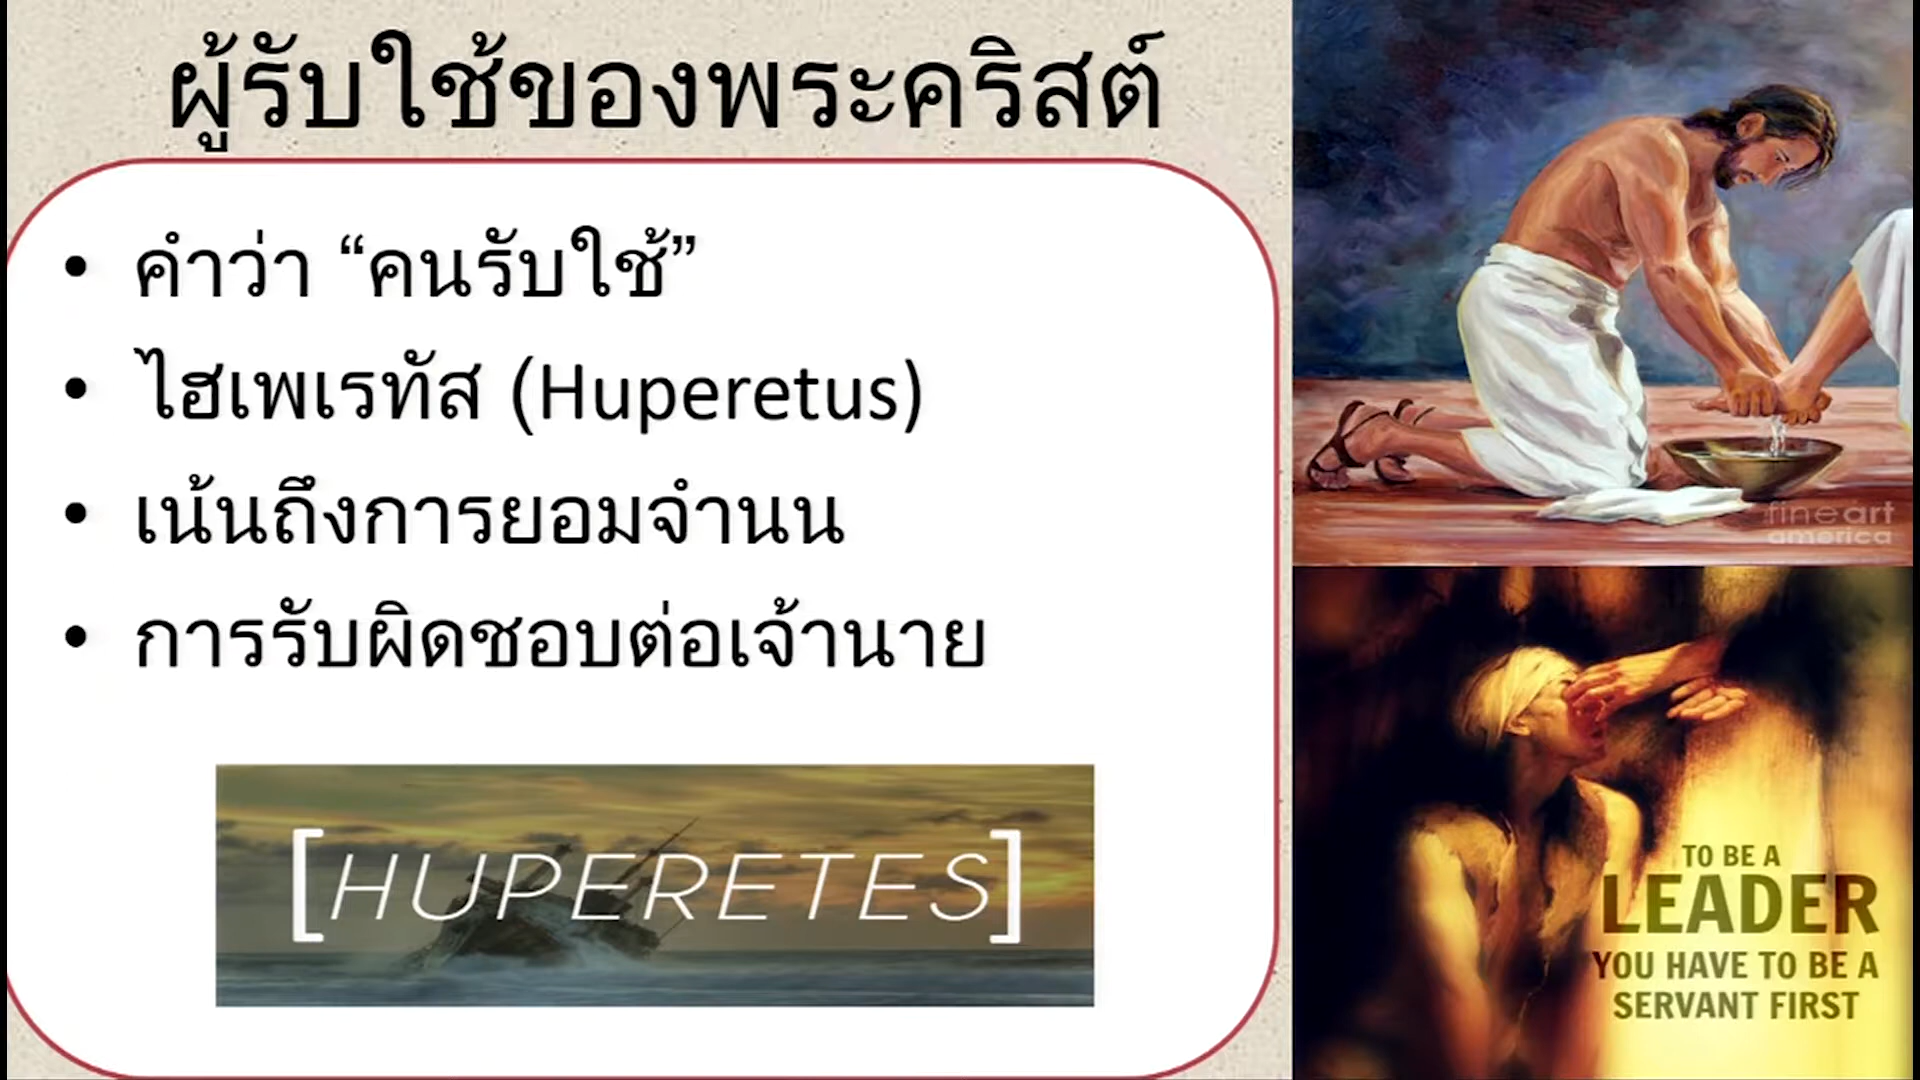 ผู้รับใช้ของพระคริสต์
• คำว่า “คนรับใช้”
• ไฮเพเรทัส (Huperetus)
• เน้นถึงการยอมจำนน
• การรับผิดชอบต่อเจ้านาย
[HUPERETES]
fineart
america
TO BE A
LEADER
YOU HAVE TO BE A
SERVANT FIRST